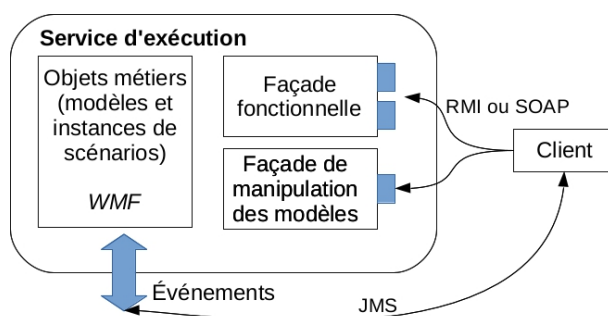 Service d'exécution
Objets métiers
(modèles et
instances de
scénarios)
WMF
Façade
fonctionnelle
Façade de
manipulation
des modèles
RMI ou SOAP
Client
Événements
JMS